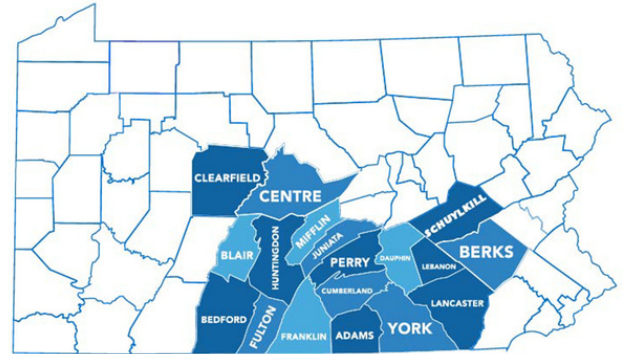 CLEARFIELD
CENTRE
SCHUYLKILL
MIFFLIN
HUNTINGDON
JUNIATA
BLAIR
BERKS
PERRY
DAUPHIN
LEBANON
CUMBERLAND
LANCASTER
BEDFORD
FULTON
FRANKLIN
ADAMS
YORK